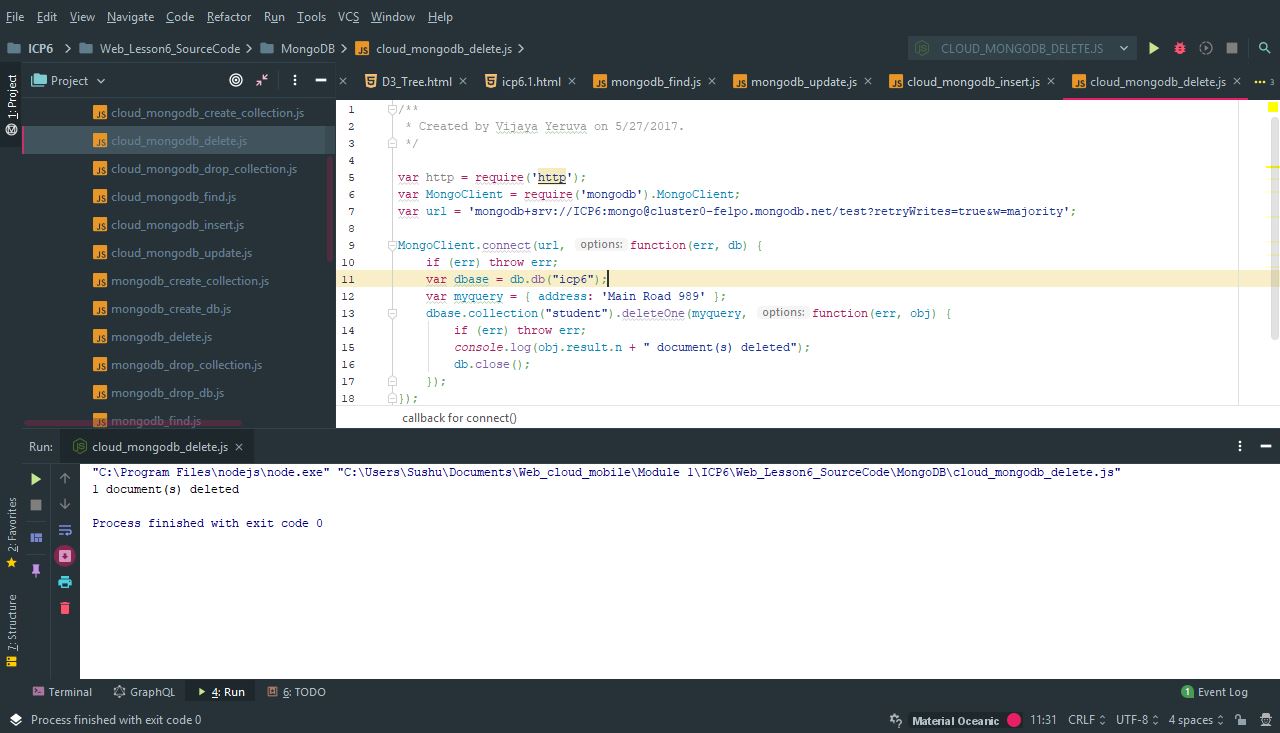 File Edit View Navigate Code Refactor Run Tools VCS Window Help
ICP6 Web_Lesson6_SourceCode MongoDB cloud_mongodb_delete.js CLOUD_MONGODB_DELETE.JS
1: Project
Project
D3_Tree.html icp6.1.html mongodb_find.js mongodb_update.js cloud_mongodb_insert.js cloud_mongodb_delete.js 3
cloud_mongodb_create_collection.js
cloud_mongodb_delete.js
cloud_mongodb_drop_collection.js
cloud_mongodb_find.js
cloud_mongodb_insert.js
cloud_mongodb_update.js
mongodb_create_collection.js
mongodb_create_db.js
mongodb_delete.js
mongodb_drop_collection.js
mongodb_drop_db.js
mongodb_find.js
1 /**
2 * Created by Vijaya Yeruva on 5/27/2017.
3 */
4
5 var http = require('http');
6 var MongoClient = require('mongodb').MongoClient;
7 var url = 'mongodb+srv://ICP6:mongo@cluster0-felpo.mongodb.net/test?retryWrites=true&w=majority';
8
9 MongoClient.connect(url, options: function(err, db) {
10 if (err) throw err;
11 var dbase = db.db("icp6");
12 var myquery = { address: 'Main Road 989' };
13 dbase.collection("student").deleteOne(myquery, options: function(err, obj) {
14 if (err) throw err;
15 console.log(obj.result.n + " document(s) deleted");
16 db.close();
17 });
18 });
callback for connect()
Run: cloud_mongodb_delete.js
"C:\Program Files\nodejs\node.exe" "C:\Users\Sushu\Documents\Web_cloud_mobile\Module 1\ICP6\Web_Lesson6_SourceCode\MongoDB\cloud_mongodb_delete.js"
1 document(s) deleted
Process finished with exit code 0
2: Favorites
7: Structure
Terminal GraphQL 4: Run 6: TODO 1 Event Log
Process finished with exit code 0 Material Oceanic 11:31 CRLF UTF-8 4 spaces